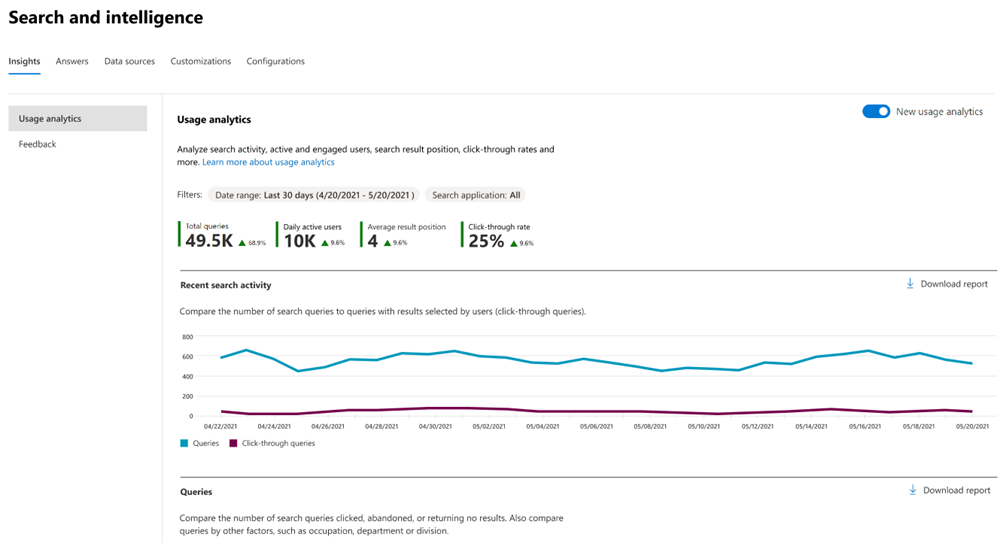 Search and intelligence
Insights Answers Data sources Customizations Configurations
Usage analytics
Feedback
Usage analytics
New usage analytics
Analyze search activity, active and engaged users, search result position, click-through rates and
more. Learn more about usage analytics
Filters: Date range: Last 30 days (4/20/2021 - 5/20/2021 ) Search application: All
Total queries
49.5K ▲ 68.9%
Daily active users
10K ▲ 9.6%
Average result position
4 ▲ 9.6%
Click-through rate
25% ▲ 9.6%
Recent search activity
Download report
Compare the number of search queries to queries with results selected by users (click-through queries).
800
600
400
200
0
04/22/2021 04/24/2021 04/26/2021 04/28/2021 04/30/2021 05/02/2021 05/04/2021 05/06/2021 05/08/2021 05/10/2021 05/12/2021 05/14/2021 05/16/2021 05/18/2021 05/20/2021
Queries Click-through queries
Queries
Download report
Compare the number of search queries clicked, abandoned, or returning no results. Also compare
queries by other factors, such as occupation, department or division.